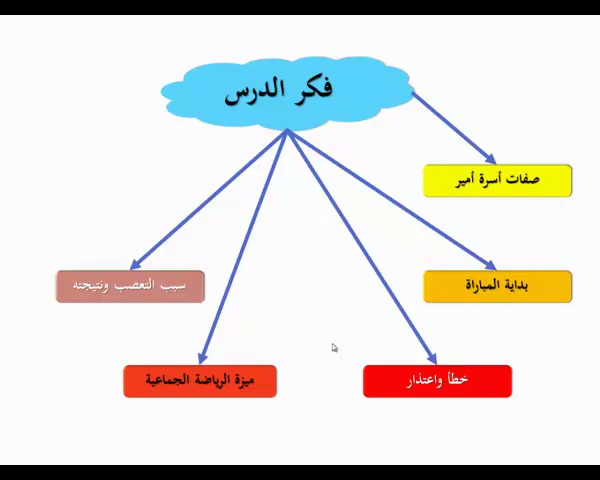 فكر الدرس
صفات أسرة أمير
بداية المباراة
سبب التعصب ونتيجته
خطأ واعتذار
ميزة الرياضة الجماعية